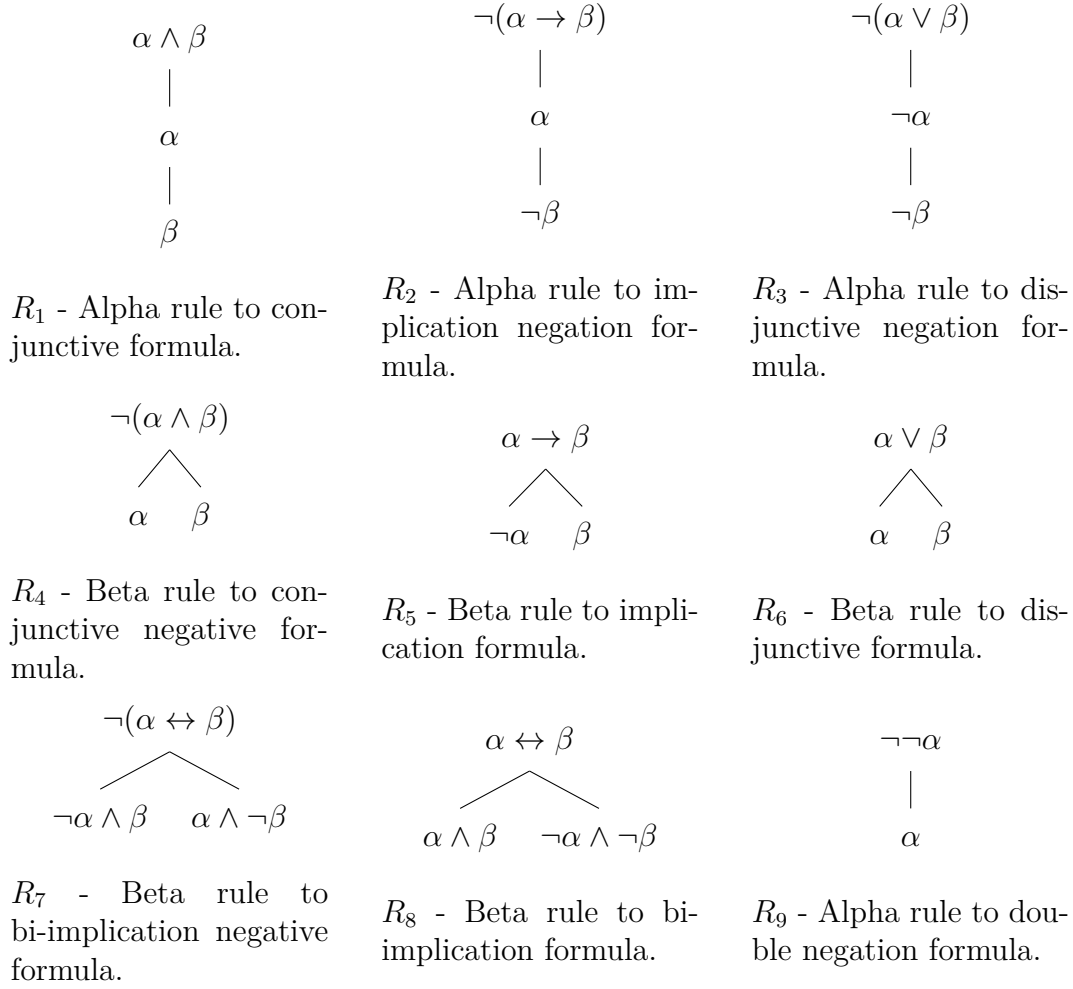 α ∧ β
α
β
R₁ - Alpha rule to con-
junctive formula.
¬(α → β)
α
¬β
R₂ - Alpha rule to im-
plication negation for-
mula.
¬(α ∨ β)
¬α
¬β
R₃ - Alpha rule to dis-
junctive negation for-
mula.
¬(α ∧ β)
α β
R₄ - Beta rule to con-
junctive negative for-
mula.
α → β
¬α β
R₅ - Beta rule to impli-
cation formula.
α ∨ β
α β
R₆ - Beta rule to dis-
junctive formula.
¬(α ↔ β)
¬α ∧ β α ∧ ¬β
R₇ - Beta rule to
bi-implication negative
formula.
α ↔ β
α ∧ β ¬α ∧ ¬β
R₈ - Beta rule to bi-
implication formula.
¬¬α
α
R₉ - Alpha rule to dou-
ble negation formula.